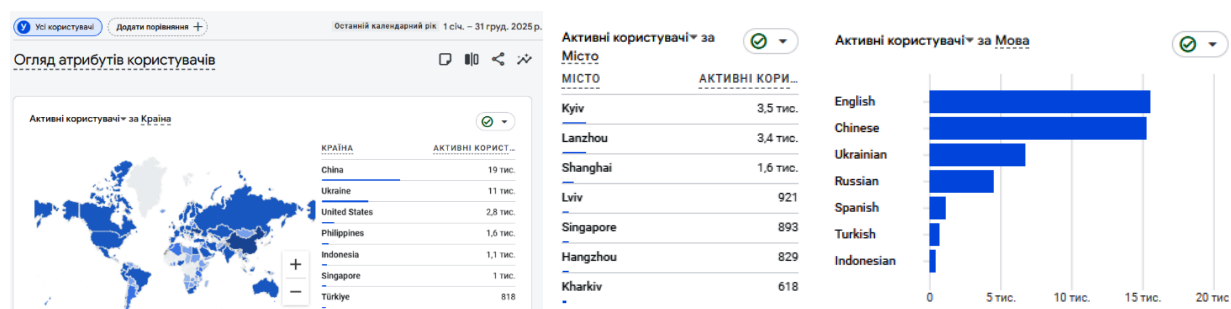 У Усі користувачі Додати порівняння + Останній календарний рік 1 січ. – 31 груд. 2025 р.
Огляд атрибутів користувачів
Активні користувачі за Країна
КРАЇНА АКТИВНІ КОРИСТ...
China 19 тис.
Ukraine 11 тис.
United States 2,8 тис.
Philippines 1,6 тис.
Indonesia 1,1 тис.
Singapore 1 тис.
Türkiye 818
+
−
Активні користувачі за
Місто
МІСТО АКТИВНІ КОРИ...
Kyiv 3,5 тис.
Lanzhou 3,4 тис.
Shanghai 1,6 тис.
Lviv 921
Singapore 893
Hangzhou 829
Kharkiv 618
Активні користувачі за Мова
English
Chinese
Ukrainian
Russian
Spanish
Turkish
Indonesian
0 5 тис. 10 тис. 15 тис. 20 тис